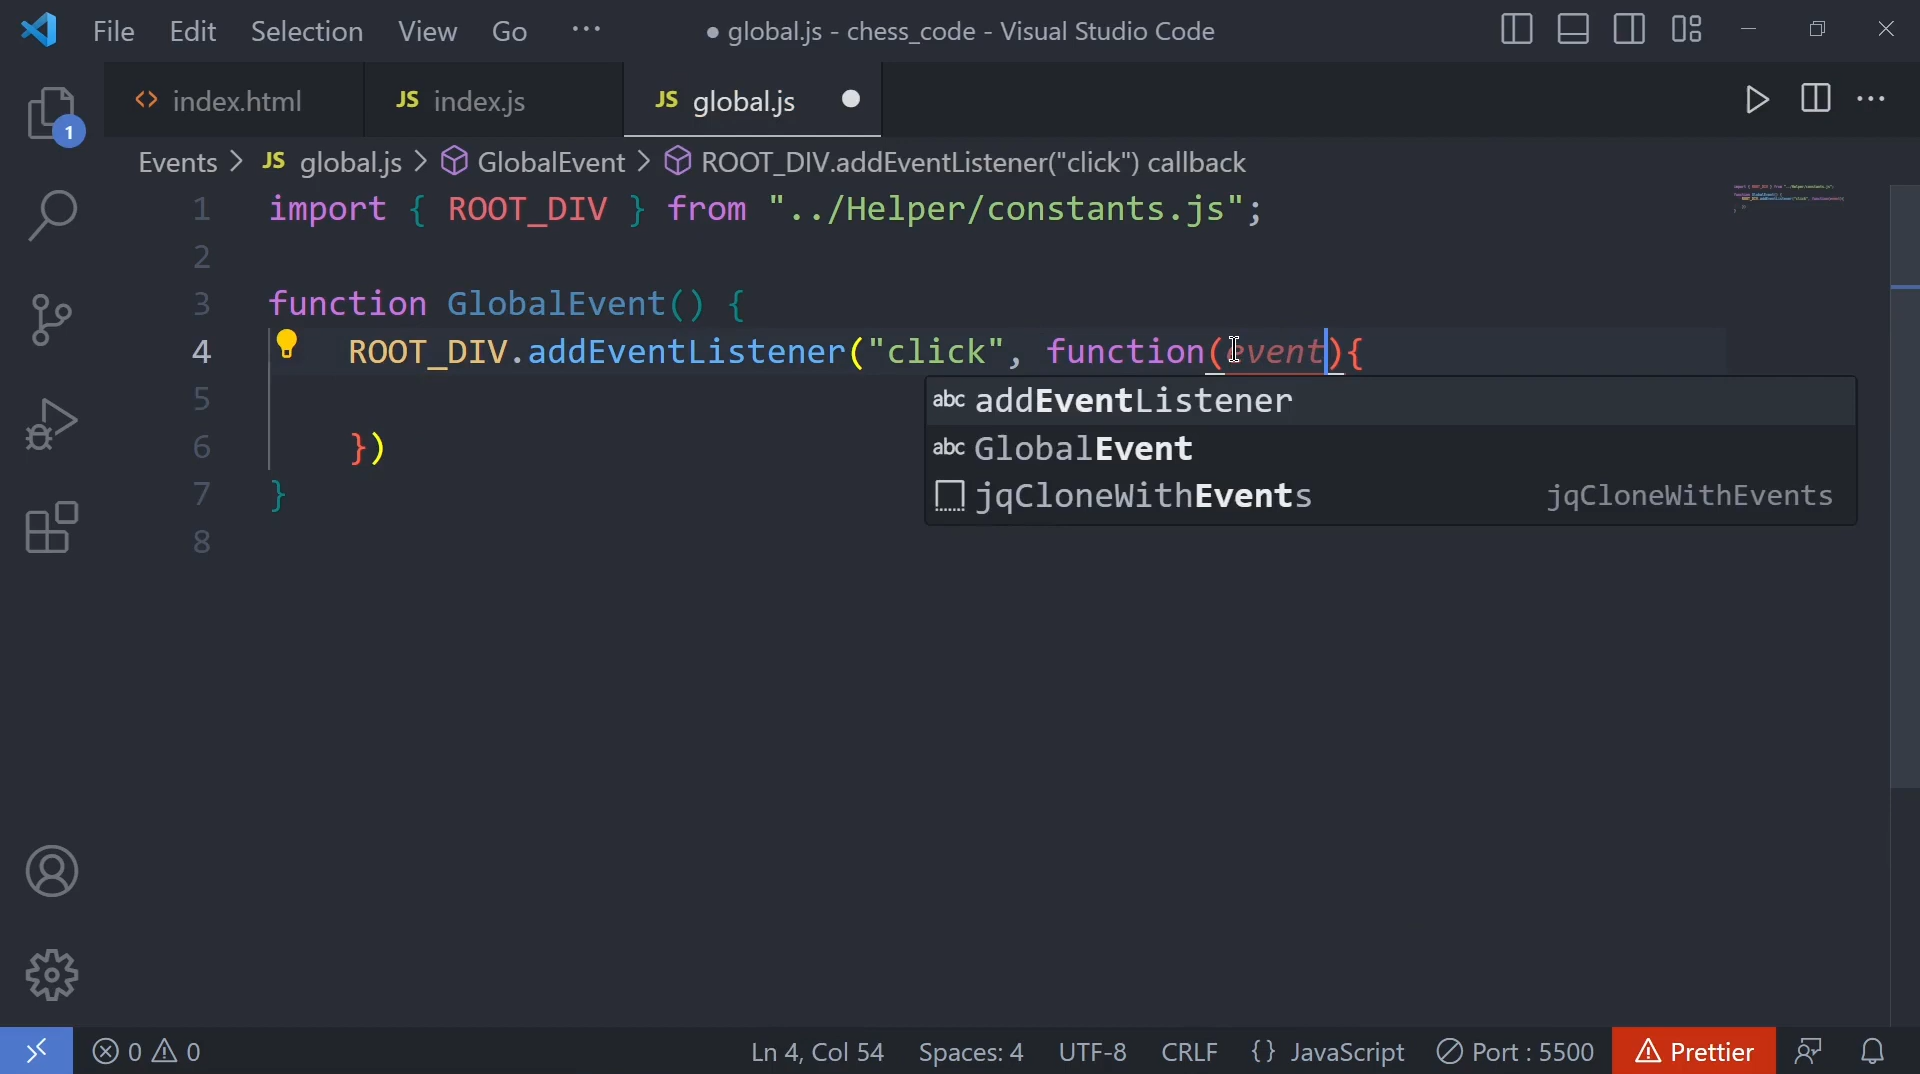 File Edit Selection View Go ··· ● global.js - chess_code - Visual Studio Code
1
<> index.html JS index.js JS global.js ●
Events > JS global.js > GlobalEvent > ROOT_DIV.addEventListener("click") callback
1 import { ROOT_DIV } from "../Helper/constants.js";
2
3 function GlobalEvent() {
4 ROOT_DIV.addEventListener("click", function(event){
abc addEventListener
5
abc GlobalEvent
6 })
7 }
jqCloneWithEvents jqCloneWithEvents
8
0 0 Ln 4, Col 54 Spaces: 4 UTF-8 CRLF {} JavaScript Port : 5500 Prettier